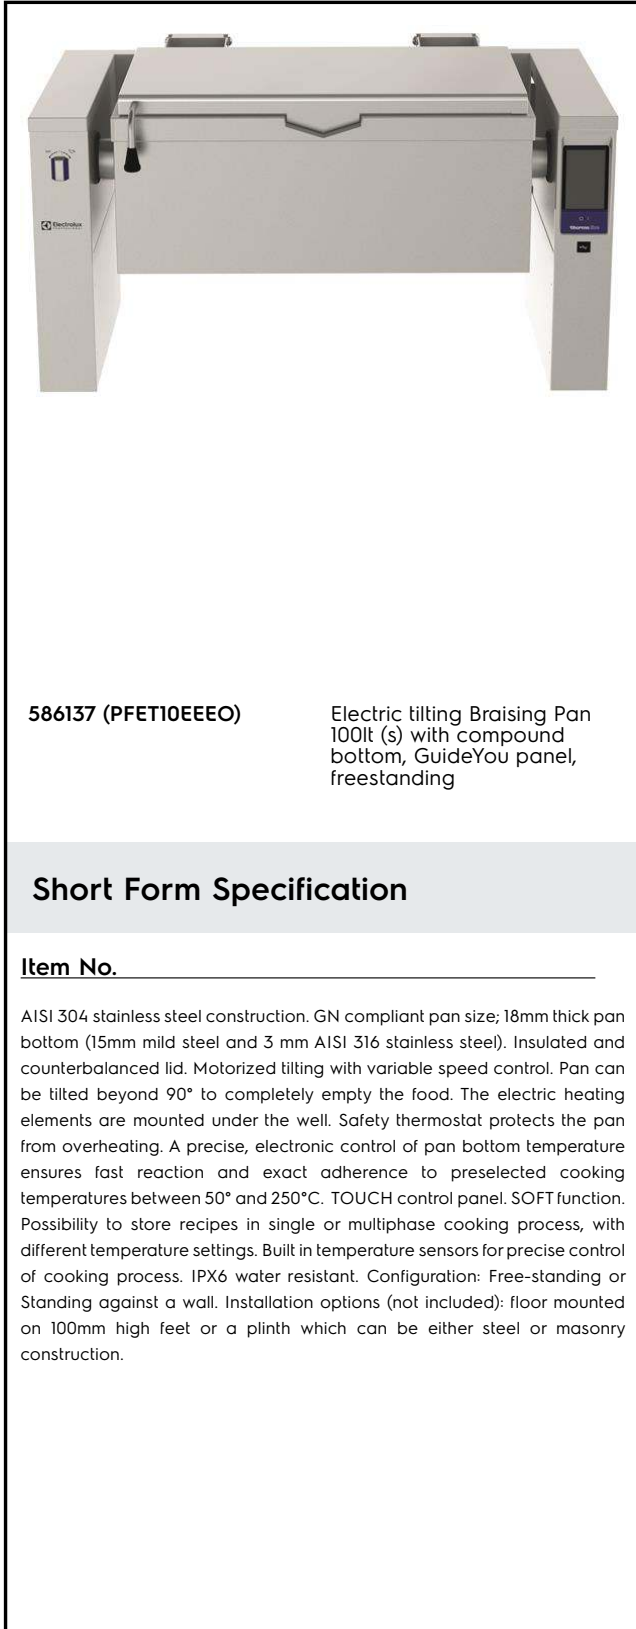 Electrolux
PROFESSIONAL
586137 (PFET10EEEO)
Electric tilting Braising Pan
100lt (s) with compound
bottom, GuideYou panel,
freestanding
Short Form Specification
Item No.
AISI 304 stainless steel construction. GN compliant pan size; 18mm thick pan
bottom (15mm mild steel and 3 mm AISI 316 stainless steel). Insulated and
counterbalanced lid. Motorized tilting with variable speed control. Pan can
be tilted beyond 90° to completely empty the food. The electric heating
elements are mounted under the well. Safety thermostat protects the pan
from overheating. A precise, electronic control of pan bottom temperature
ensures fast reaction and exact adherence to preselected cooking
temperatures between 50° and 250°C. TOUCH control panel. SOFT function.
Possibility to store recipes in single or multiphase cooking process, with
different temperature settings. Built in temperature sensors for precise control
of cooking process. IPX6 water resistant. Configuration: Free-standing or
Standing against a wall. Installation options (not included): floor mounted
on 100mm high feet or a plinth which can be either steel or masonry
construction.